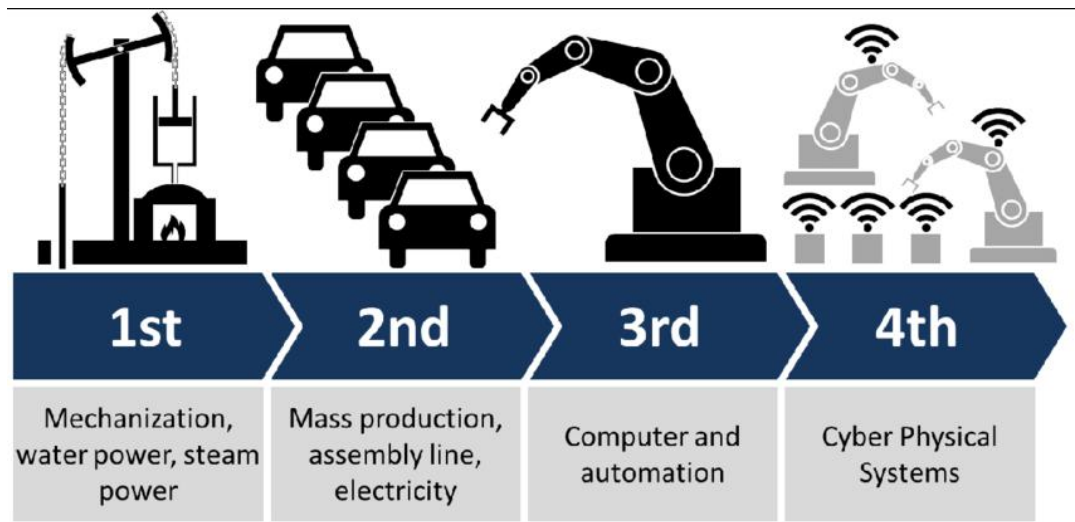 1st
2nd
3rd
4th
Mechanization,
water power, steam
power
Mass production,
assembly line,
electricity
Computer and
automation
Cyber Physical
Systems